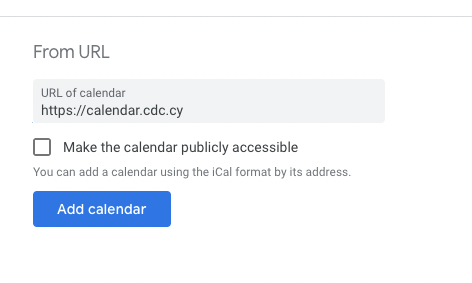 From URL
URL of calendar
https://calendar.cdc.cy
Make the calendar publicly accessible
You can add a calendar using the iCal format by its address.
Add calendar